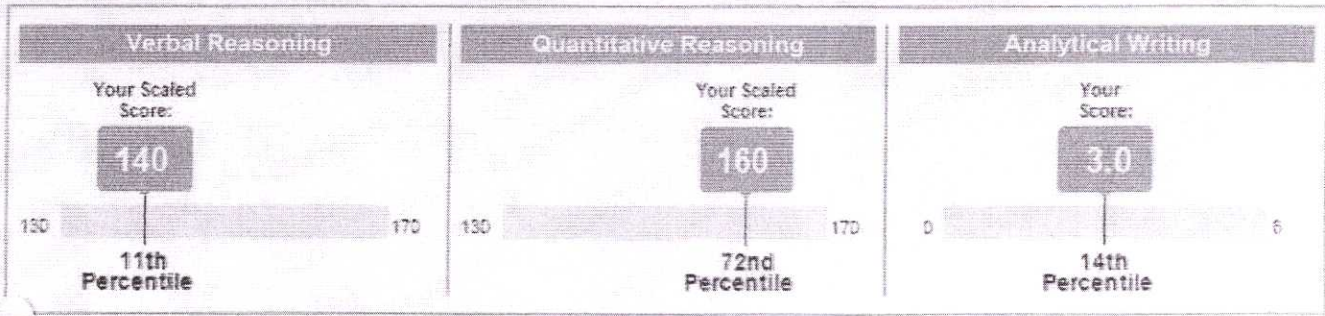 Verbal Reasoning
Your Scaled
Score:
140
130
170
11th
Percentile
Quantitative Reasoning
Your Scaled
Score:
160
130
170
72nd
Percentile
Analytical Writing
Your
Score:
3.0
0
6
14th
Percentile